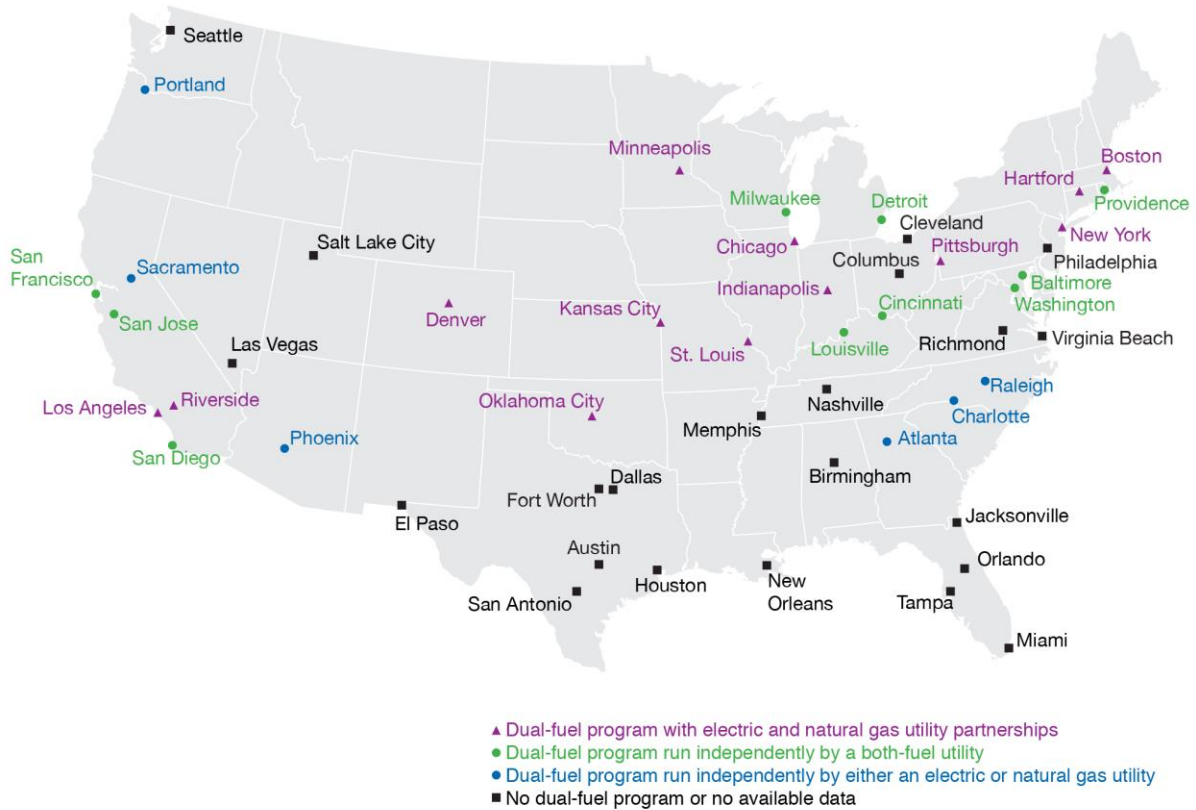 Seattle
Portland
Minneapolis
Boston
Hartford
Milwaukee
Detroit
Providence
Cleveland
New York
Salt Lake City
Chicago
Pittsburgh
San
Francisco
Sacramento
Columbus
Philadelphia
Indianapolis
Baltimore
Kansas City
Cincinnati
Washington
San Jose
Denver
Las Vegas
St. Louis
Louisville
Richmond
Virginia Beach
Los Angeles
Riverside
Oklahoma City
Nashville
Raleigh
Memphis
Charlotte
Phoenix
Atlanta
San Diego
Birmingham
Dallas
Fort Worth
El Paso
Jacksonville
Austin
Orlando
Houston
New
Orleans
San Antonio
Tampa
Miami
Dual-fuel program with electric and natural gas utility partnerships
Dual-fuel program run independently by a both-fuel utility
Dual-fuel program run independently by either an electric or natural gas utility
No dual-fuel program or no available data